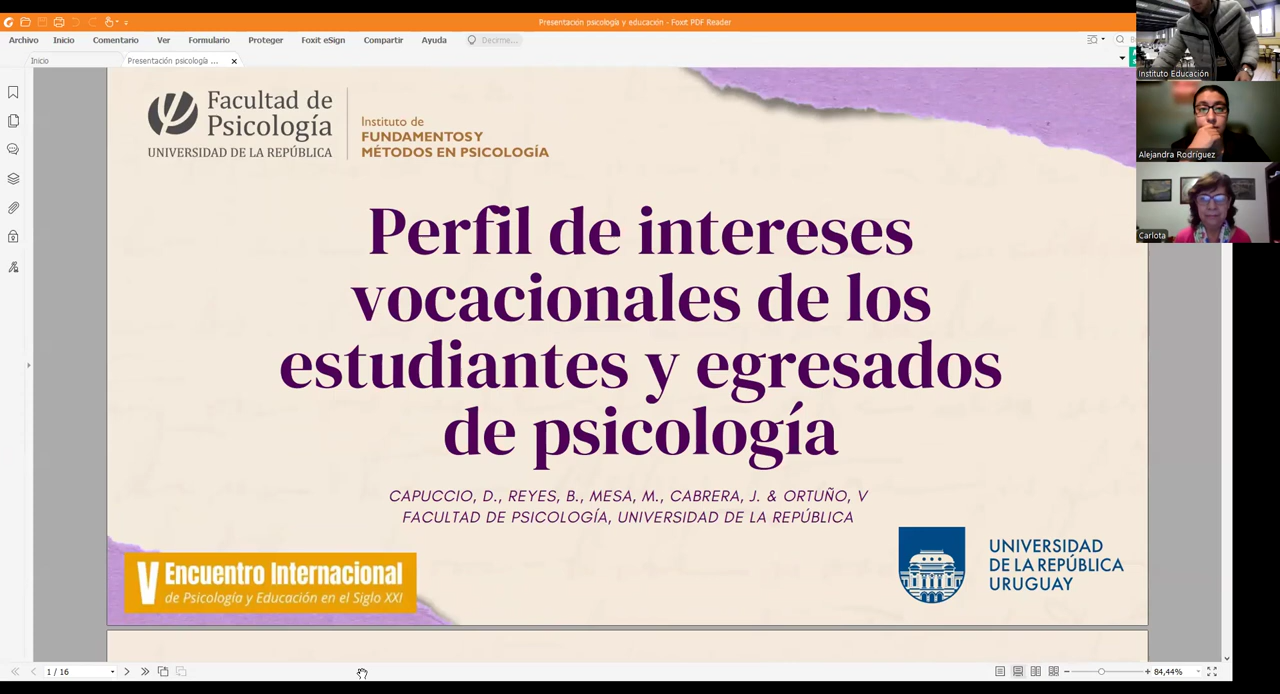 Presentación psicología y educación - Foxit PDF Reader
Archivo Inicio Comentario Ver Formulario Proteger Foxit eSign Compartir Ayuda Decirme...
Inicio Presentación psicología ...
Instituto Educación
Alejandra Rodríguez
Carlota
Facultad de
Psicología
UNIVERSIDAD DE LA REPÚBLICA
Instituto de
FUNDAMENTOS Y
MÉTODOS EN PSICOLOGÍA
Perfil de intereses
vocacionales de los
estudiantes y egresados
de psicología
CAPUCCIO, D., REYES, B., MESA, M., CABRERA, J. & ORTUÑO, V
FACULTAD DE PSICOLOGÍA, UNIVERSIDAD DE LA REPÚBLICA
V Encuentro Internacional
de Psicología y Educación en el Siglo XXI
UNIVERSIDAD
DE LA REPÚBLICA
URUGUAY
1 / 16
84,44%